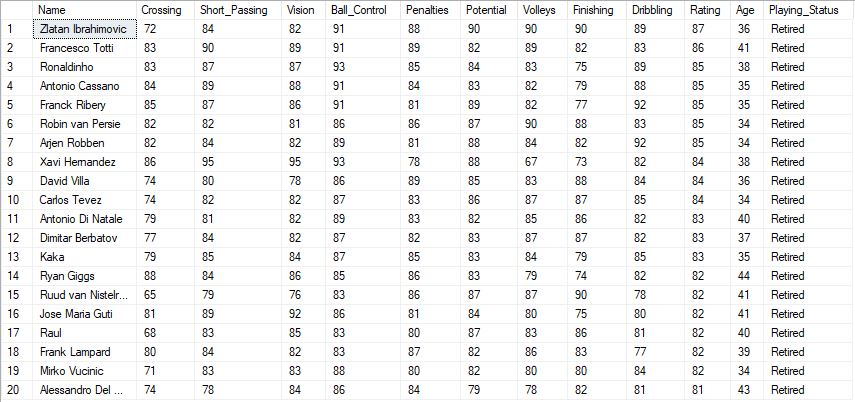 Name Crossing Short_Passing Vision Ball_Control Penalties Potential Volleys Finishing Dribbling Rating Age Playing_Status
1 Zlatan Ibrahimovic 72 84 82 91 88 90 90 90 89 87 36 Retired
2 Francesco Totti 83 90 89 91 89 82 89 82 83 86 41 Retired
3 Ronaldinho 83 87 87 93 85 84 83 75 89 85 38 Retired
4 Antonio Cassano 84 89 88 91 84 83 82 79 88 85 35 Retired
5 Franck Ribery 85 87 86 91 81 89 82 77 92 85 35 Retired
6 Robin van Persie 82 82 81 86 86 87 90 88 83 85 34 Retired
7 Arjen Robben 82 84 82 89 81 88 84 82 92 85 34 Retired
8 Xavi Hernandez 86 95 95 93 78 88 67 73 82 84 38 Retired
9 David Villa 74 80 78 86 89 85 83 88 84 84 36 Retired
10 Carlos Tevez 74 82 82 87 83 86 87 87 85 84 34 Retired
11 Antonio Di Natale 79 81 82 89 83 82 85 86 82 83 40 Retired
12 Dimitar Berbatov 77 84 82 87 82 83 87 87 82 83 37 Retired
13 Kaka 79 85 84 87 85 83 84 79 85 83 35 Retired
14 Ryan Giggs 88 84 86 85 86 83 79 74 82 82 44 Retired
15 Ruud van Nistelr... 65 79 76 83 86 87 87 90 78 82 41 Retired
16 Jose Maria Guti 81 89 92 86 81 84 80 75 80 82 41 Retired
17 Raul 68 83 85 83 80 87 83 86 81 82 40 Retired
18 Frank Lampard 80 84 82 83 87 82 86 83 77 82 39 Retired
19 Mirko Vucinic 71 83 83 88 80 82 80 80 84 82 34 Retired
20 Alessandro Del ... 74 78 84 86 84 79 78 82 81 81 43 Retired